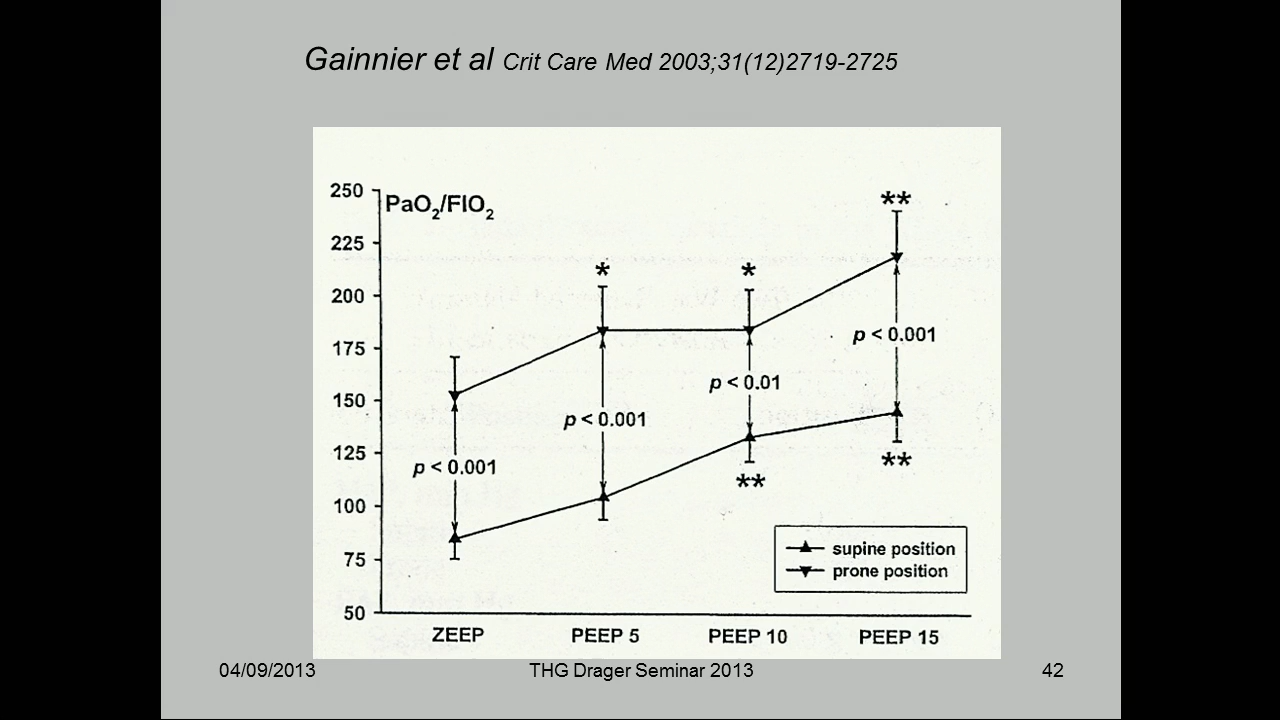 Gainnier et al Crit Care Med 2003;31(12)2719-2725
PaO2/FIO2
250
225
200
175
150
125
100
75
50
**
*
*
p < 0.001
p < 0.01
p < 0.001
p < 0.001
**
**
supine position
prone position
ZEEP PEEP 5 PEEP 10 PEEP 15
04/09/2013 THG Drager Seminar 2013 42